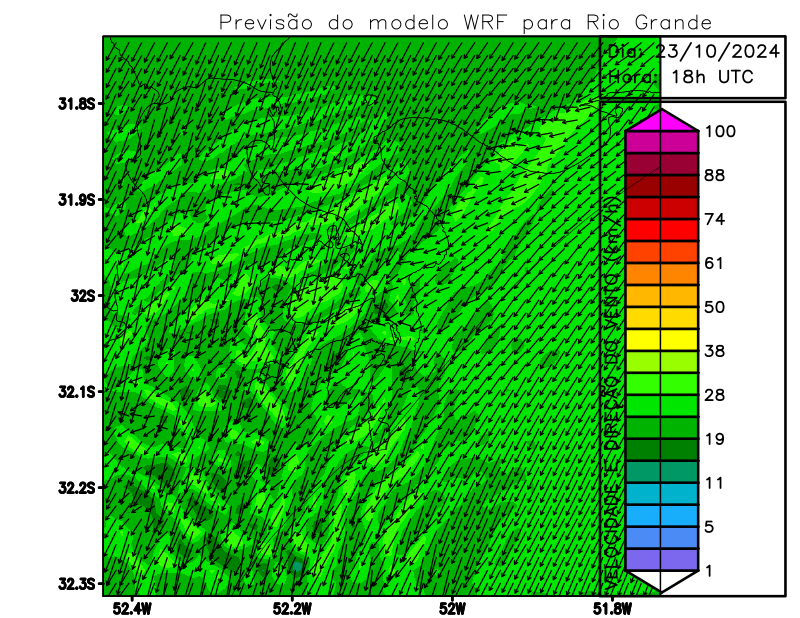 Previsão do modelo WRF para Rio Grande
Dia: 23/10/2024
Hora: 18h UTC
31.8S
31.9S
32S
32.1S
32.2S
32.3S
52.4W
52.2W
52W
51.8W
VELOCIDADE E DIREÇÃO DO VENTO (km/h)
100
88
74
61
50
38
28
19
11
5
1